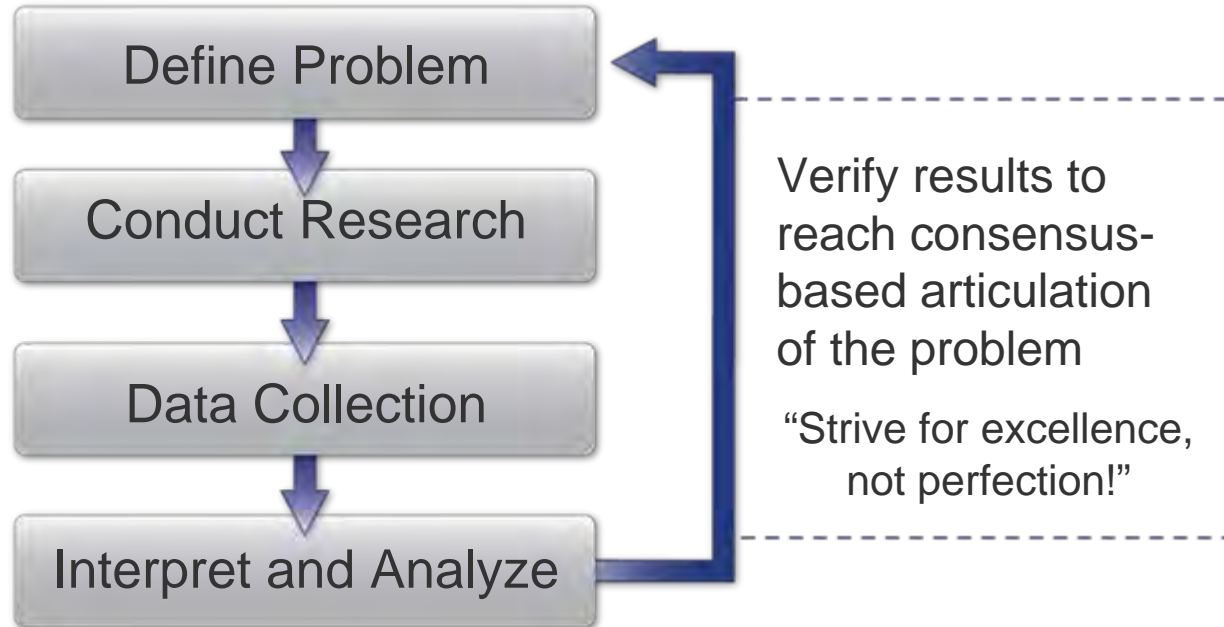 Define Problem
Conduct Research
Data Collection
Interpret and Analyze
Verify results to
reach consensus-
based articulation
of the problem
“Strive for excellence,
not perfection!”